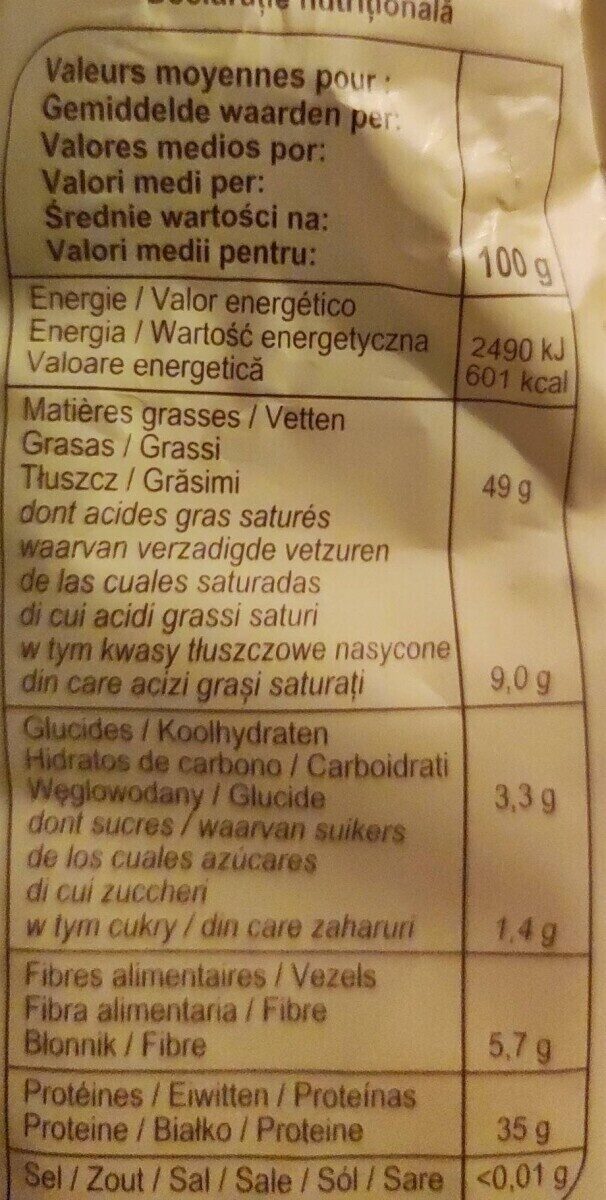 nutrițională
Valeurs moyennes pour :
Gemiddelde waarden per:
Valores medios por:
Valori medi per:
Średnie wartości na:
Valori medii pentru:
100 g
Energie / Valor energético
Energia / Wartość energetyczna
2490 kJ
Valoare energetică
601 kcal
Matières grasses / Vetten
Grasas / Grassi
Tłuszcz / Grăsimi
49 g
dont acides gras saturés
waarvan verzadigde vetzuren
de las cuales saturadas
di cui acidi grassi saturi
w tym kwasy tłuszczowe nasycone
din care acizi grași saturați
9,0 g
Glucides / Koolhydraten
Hidratos de carbono / Carboidrati
Węglowodany / Glucide
3,3 g
dont sucres / waarvan suikers
de los cuales azúcares
di cui zuccheri
w tym cukry / din care zaharuri
1,4 g
Fibres alimentaires / Vezels
Fibra alimentaria / Fibre
Błonnik / Fibre
5,7 g
Protéines / Eiwitten / Proteínas
Proteine / Białko / Proteine
35 g
Sel / Zout / Sal / Sale / Sól / Sare
<0,01 g